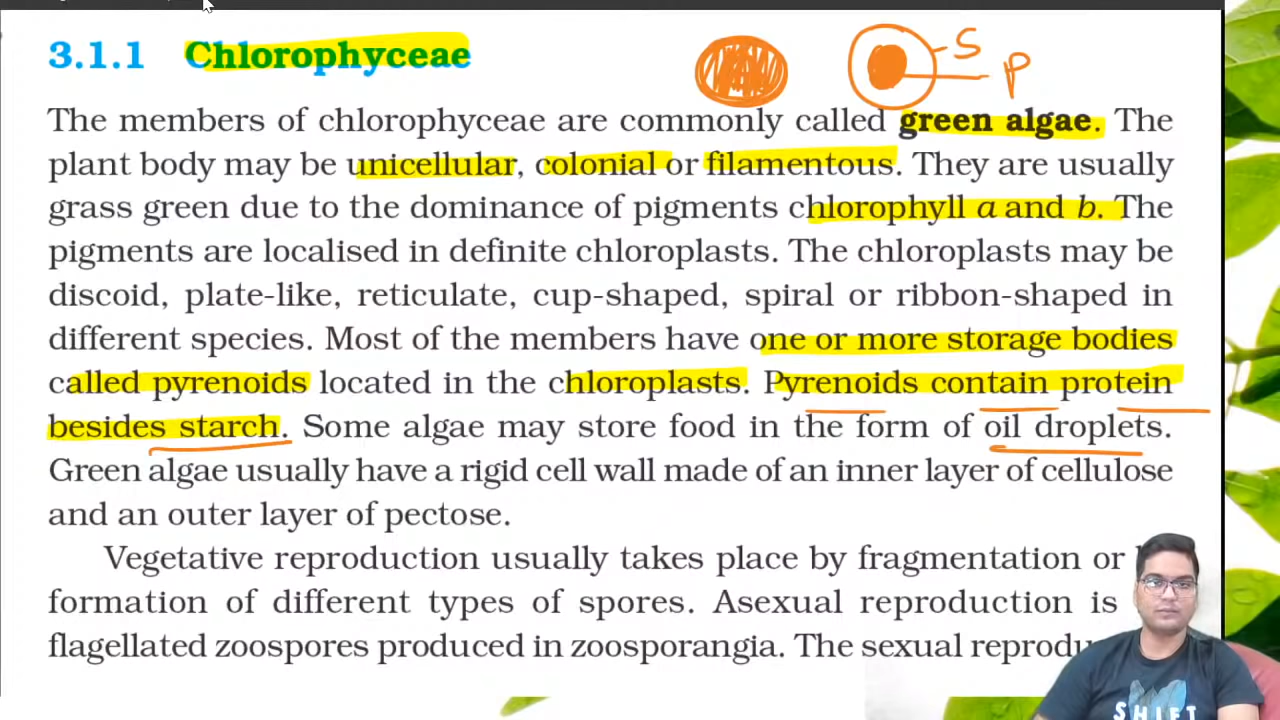 3.1.1 Chlorophyceae
S
P
The members of chlorophyceae are commonly called green algae. The
plant body may be unicellular, colonial or filamentous. They are usually
grass green due to the dominance of pigments chlorophyll a and b. The
pigments are localised in definite chloroplasts. The chloroplasts may be
discoid, plate-like, reticulate, cup-shaped, spiral or ribbon-shaped in
different species. Most of the members have one or more storage bodies
called pyrenoids located in the chloroplasts. Pyrenoids contain protein
besides starch. Some algae may store food in the form of oil droplets.
Green algae usually have a rigid cell wall made of an inner layer of cellulose
and an outer layer of pectose.
Vegetative reproduction usually takes place by fragmentation or
formation of different types of spores. Asexual reproduction is
flagellated zoospores produced in zoosporangia. The sexual reprodu
SHIFT